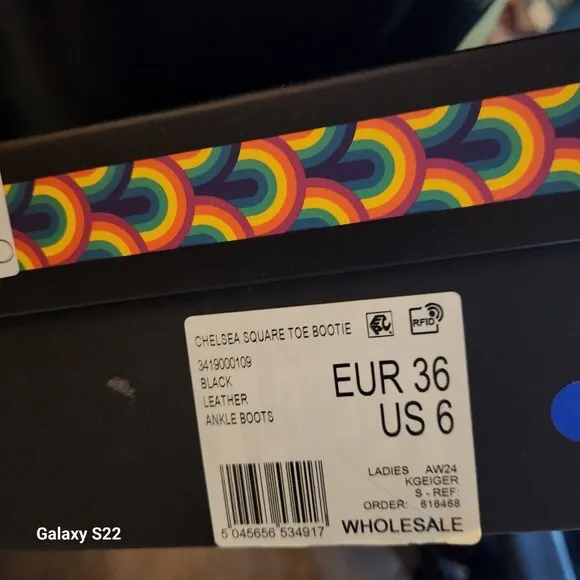 CHELSEA SQUARE TOE BOOTIE
RFID
3419000109
BLACK
LEATHER
ANKLE BOOTS
EUR 36
US 6
LADIES AW24
KGEIGER
S - REF:
ORDER: 616468
WHOLESALE
5 045656 534917
Galaxy S22